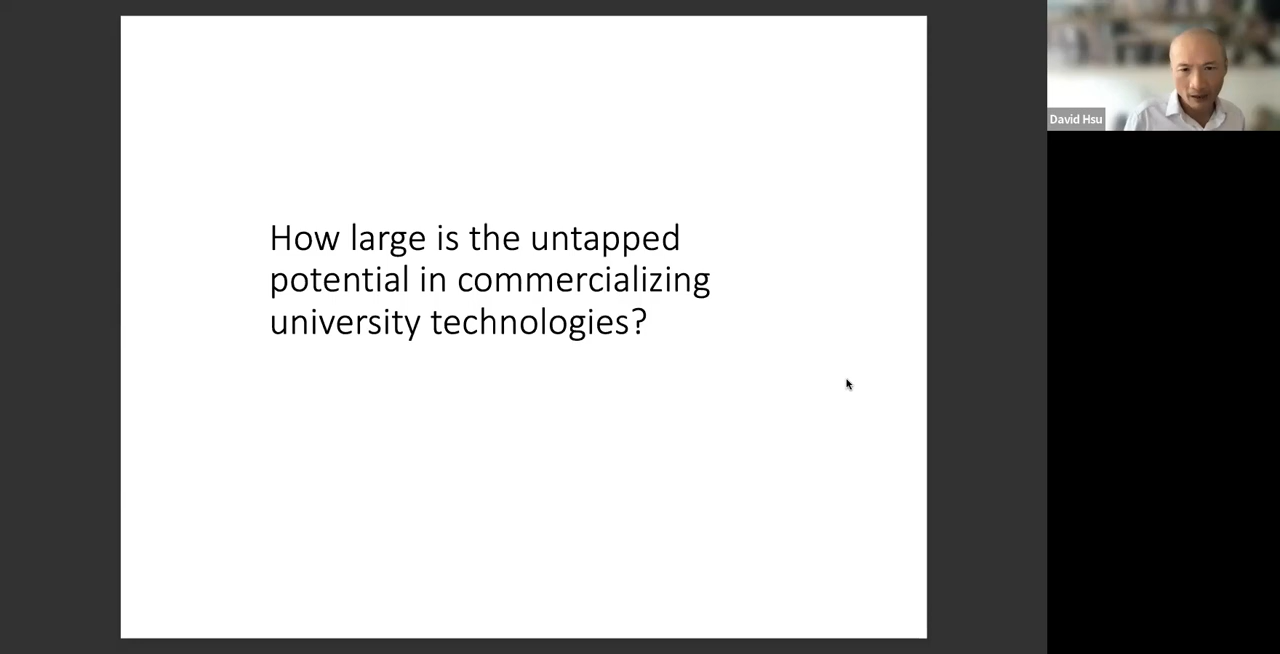 How large is the untapped
potential in commercializing
university technologies?
David Hsu